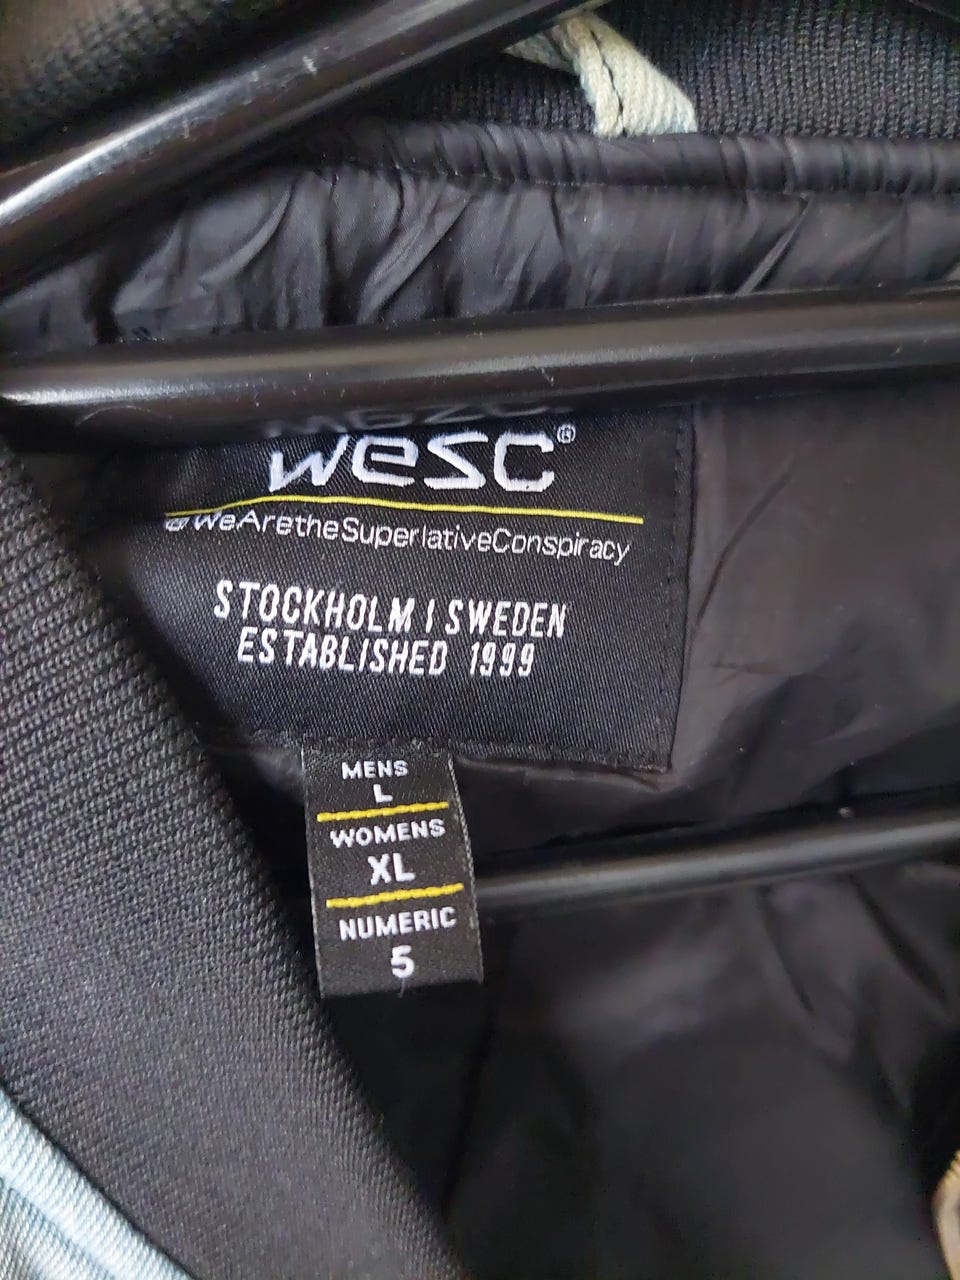 wesc®
@WeAretheSuperlativeConspiracy
STOCKHOLM | SWEDEN
ESTABLISHED 1999
MENS
L
WOMENS
XL
NUMERIC
5